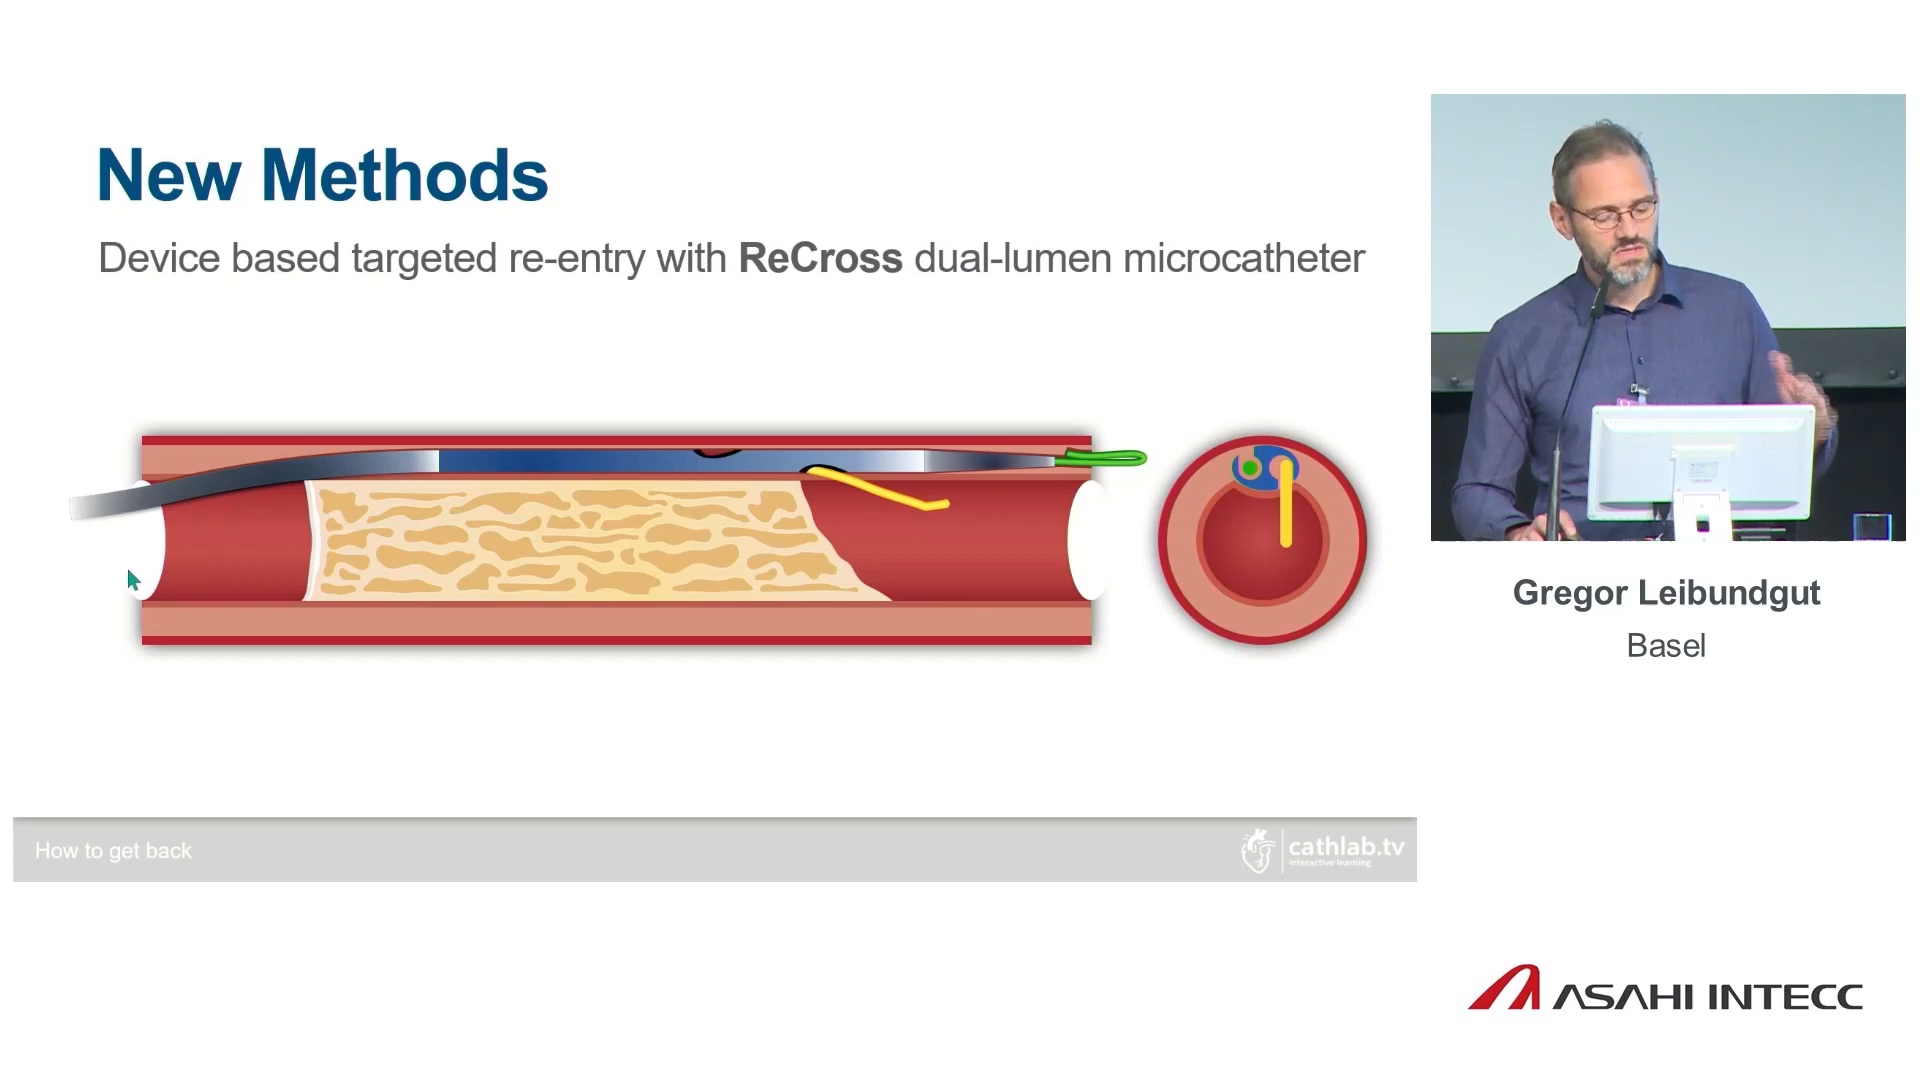 New Methods
Device based targeted re-entry with ReCross dual-lumen microcatheter
Gregor Leibundgut
Basel
How to get back
cathlab.tv
interactive learning
ASAHI INTECC